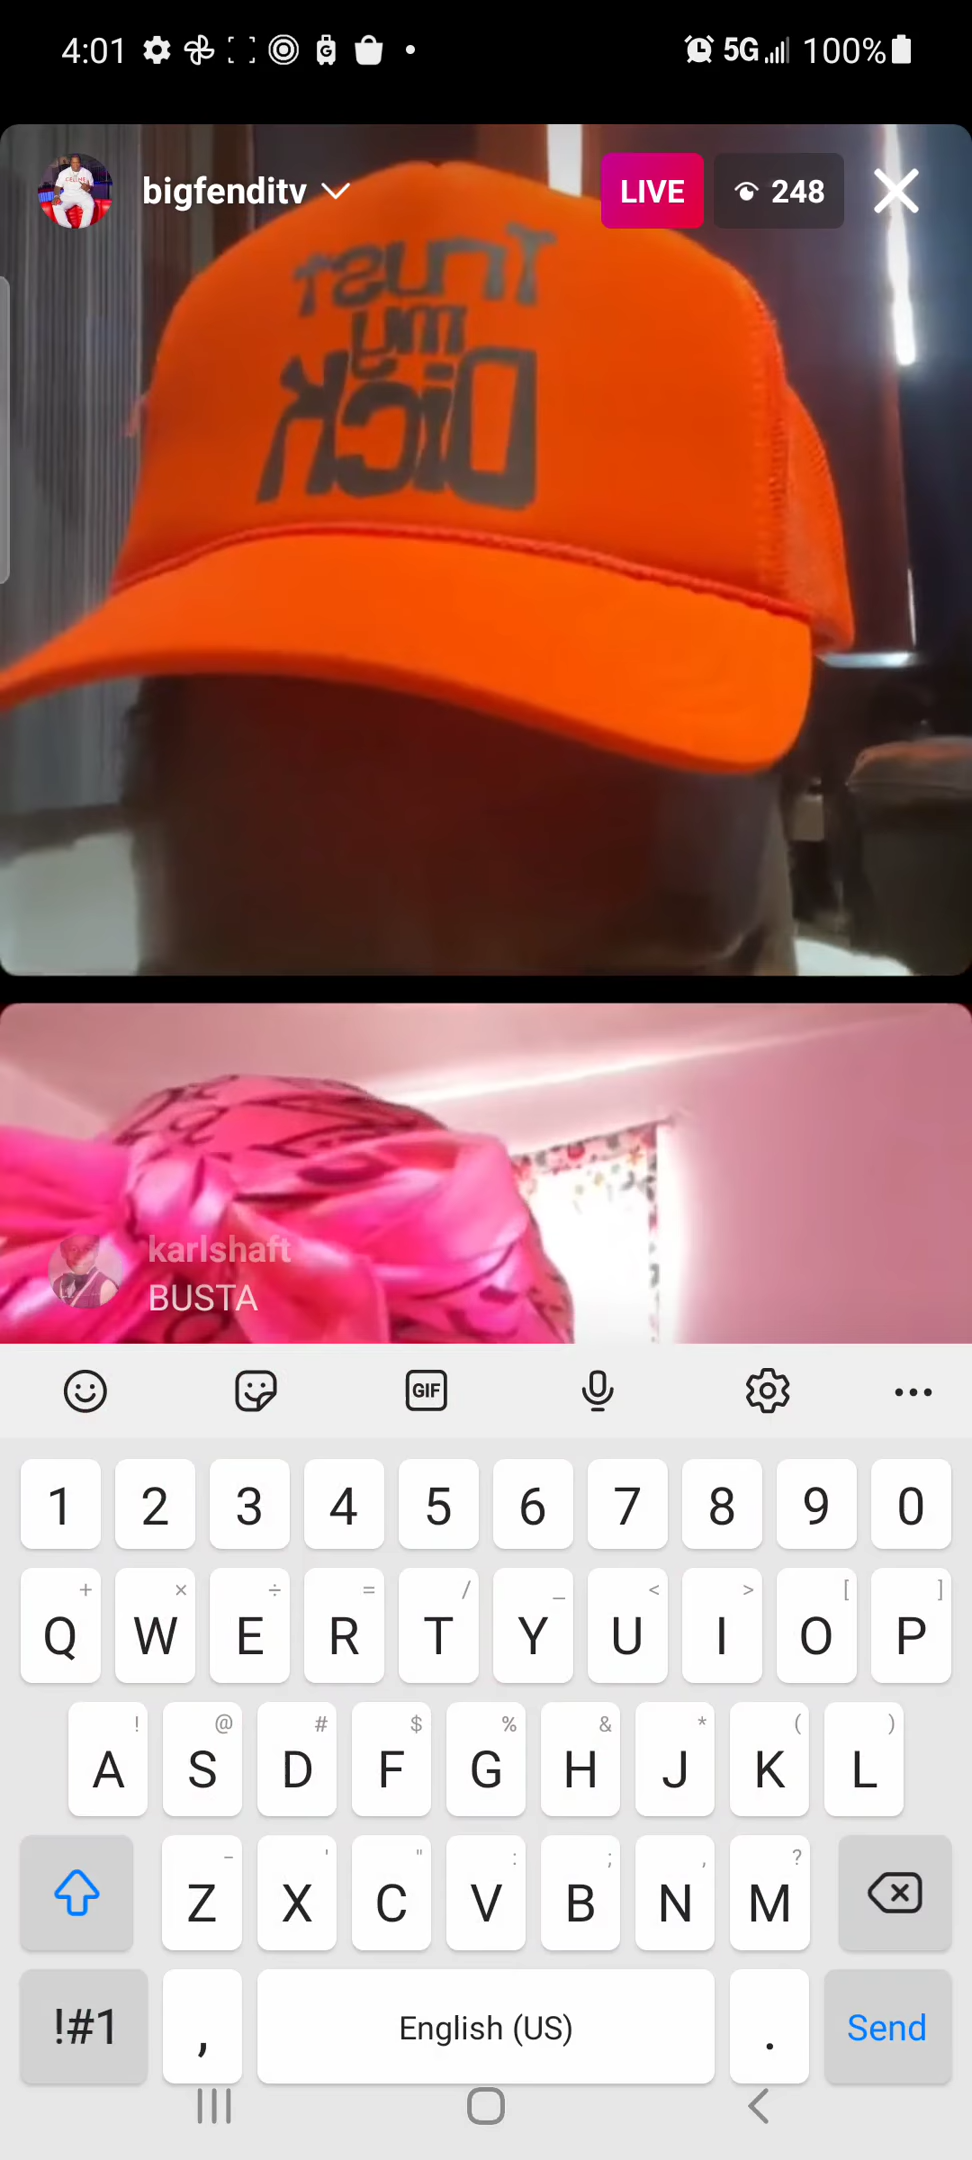 4:01
5G 100%
bigfenditv
LIVE 248
Trust
my
Dick
karlshaft
BUSTA
GIF
1 2 3 4 5 6 7 8 9 0
+ × ÷ = / _ < > [ ]
Q W E R T Y U I O P
! @ # $ % & * ( )
A S D F G H J K L
- ' " : ; , ?
Z X C V B N M
!#1 , English (US) . Send